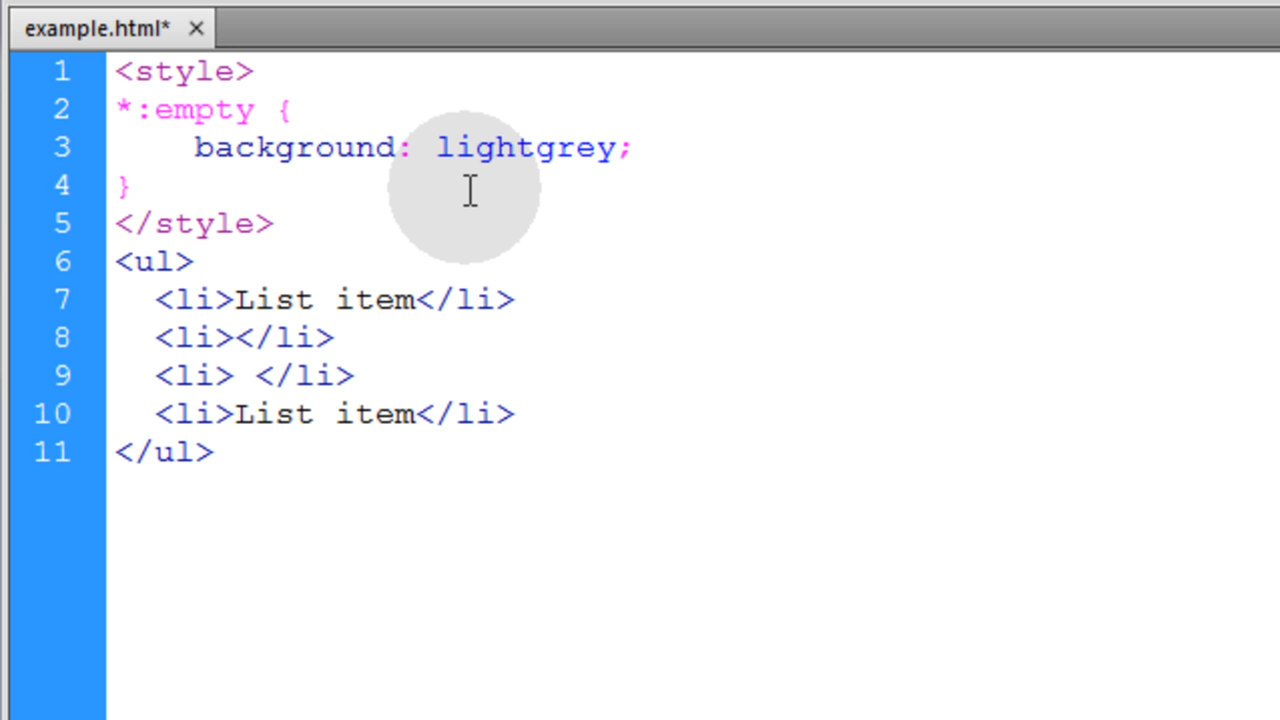 example.html* ×
1 <style>
2 *:empty {
3     background: lightgrey;
4 }
5 </style>
6 <ul>
7   <li>List item</li>
8   <li></li>
9   <li> </li>
10   <li>List item</li>
11 </ul>